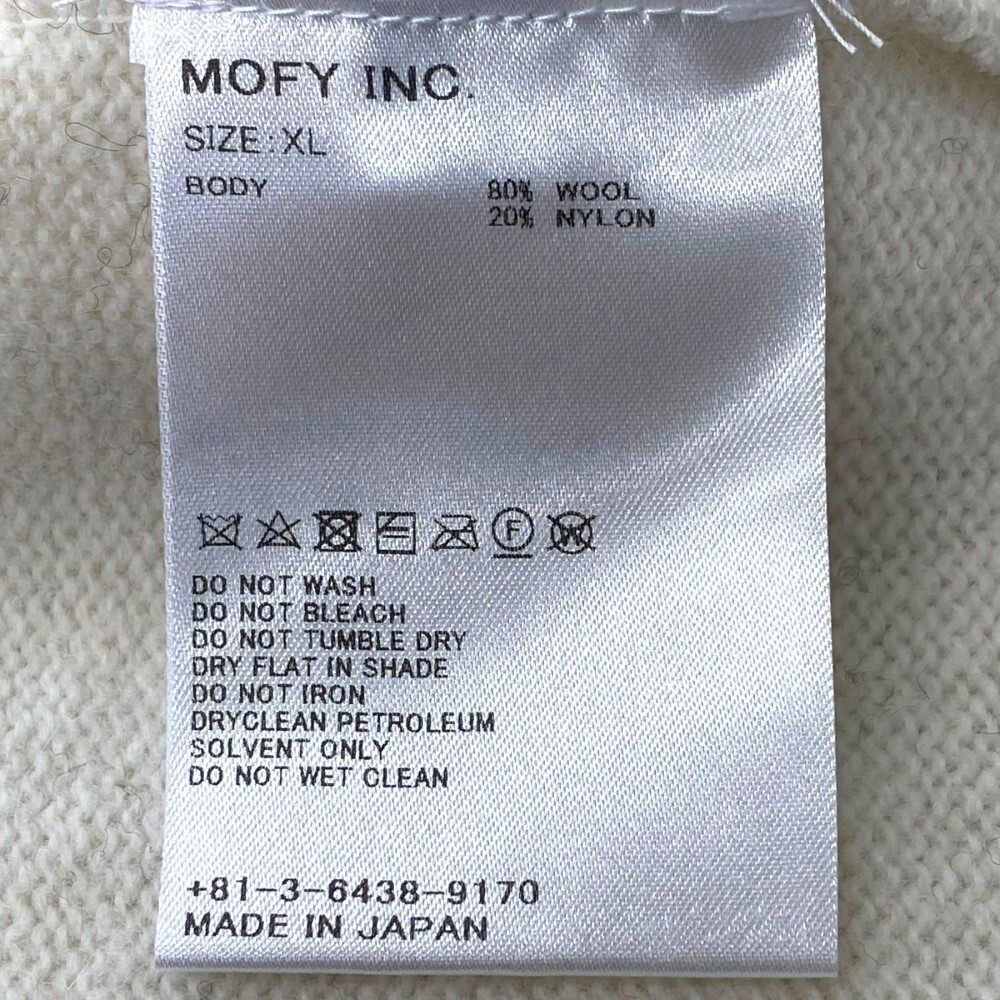 MOFY INC.
SIZE:XL
BODY 80% WOOL
20% NYLON
F W
DO NOT WASH
DO NOT BLEACH
DO NOT TUMBLE DRY
DRY FLAT IN SHADE
DO NOT IRON
DRYCLEAN PETROLEUM
SOLVENT ONLY
DO NOT WET CLEAN
+81-3-6438-9170
MADE IN JAPAN